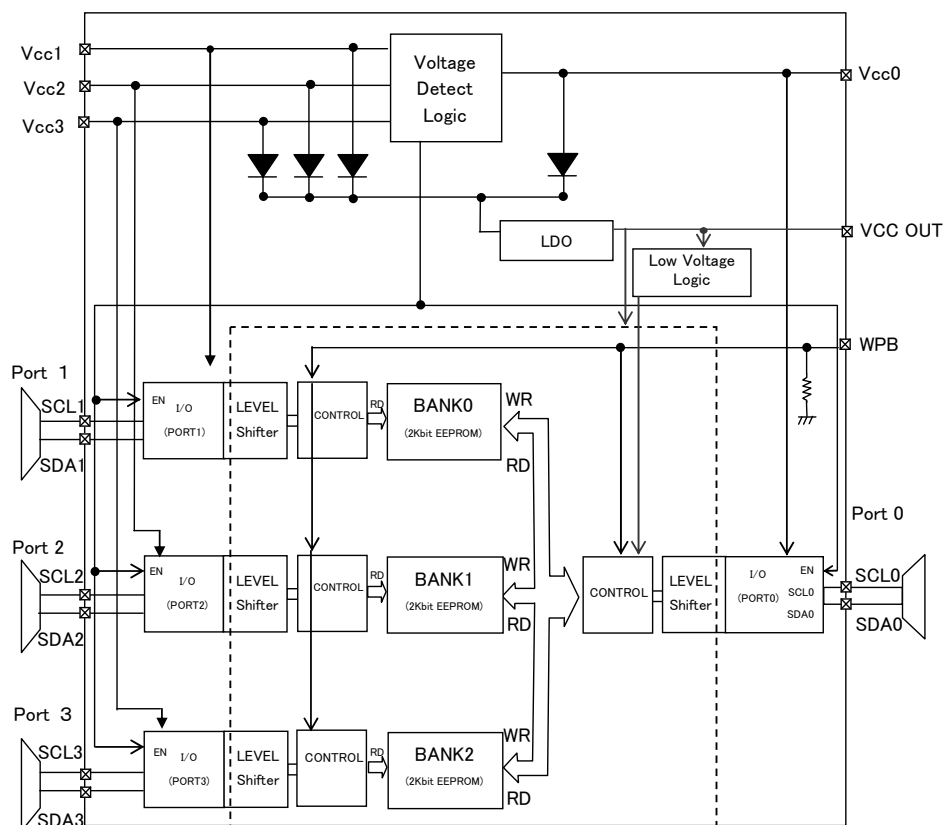 Vcc1
Vcc2
Vcc3
Voltage
Detect
Logic
Vcc0
LDO
VCC OUT
Low Voltage
Logic
WPB
Port 1
SCL1
SDA1
EN
I/O
(PORT1)
LEVEL
Shifter
CONTROL
RD
BANK0
(2Kbit EEPROM)
WR
RD
Port 2
SCL2
SDA2
EN
I/O
(PORT2)
LEVEL
Shifter
CONTROL
RD
BANK1
(2Kbit EEPROM)
WR
RD
CONTROL
LEVEL
Shifter
I/O
(PORT0)
EN
SCL0
SDA0
Port 0
SCL0
SDA0
Port 3
SCL3
SDA3
EN
I/O
(PORT3)
LEVEL
Shifter
CONTROL
RD
BANK2
(2Kbit EEPROM)
WR
RD